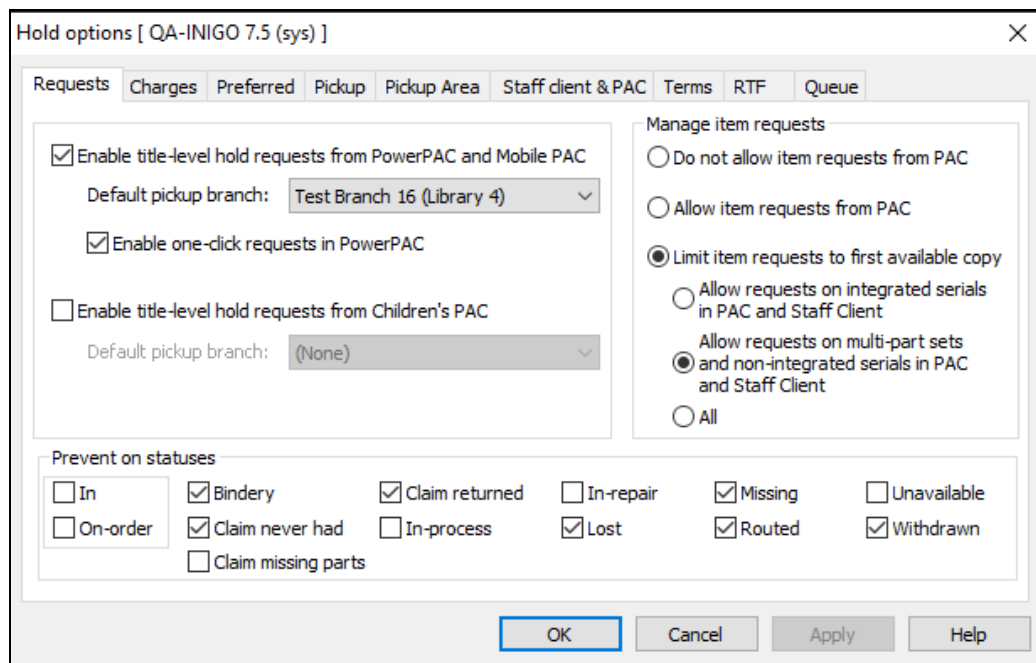 Hold options [ QA-INIGO 7.5 (sys) ]
Requests Charges Preferred Pickup Pickup Area Staff client & PAC Terms RTF Queue
Enable title-level hold requests from PowerPAC and Mobile PAC
Default pickup branch: Test Branch 16 (Library 4)
Enable one-click requests in PowerPAC
Enable title-level hold requests from Children's PAC
Default pickup branch: (None)
Manage item requests
Do not allow item requests from PAC
Allow item requests from PAC
Limit item requests to first available copy
Allow requests on integrated serials
in PAC and Staff Client
Allow requests on multi-part sets
and non-integrated serials in PAC
and Staff Client
All
Prevent on statuses
In Bindery Claim returned In-repair Missing Unavailable
On-order Claim never had In-process Lost Routed Withdrawn
Claim missing parts
OK Cancel Apply Help